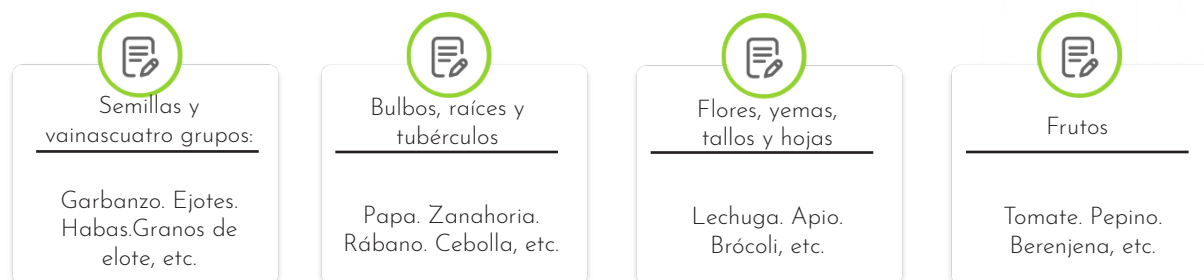 Semillas y
vainascuatro grupos:
Garbanzo. Ejotes.
Habas.Granos de
elote, etc.
Bulbos, raíces y
tubérculos
Papa. Zanahoria.
Rábano. Cebolla, etc.
Flores, yemas,
tallos y hojas
Lechuga. Apio.
Brócoli, etc.
Frutos
Tomate. Pepino.
Berenjena, etc.